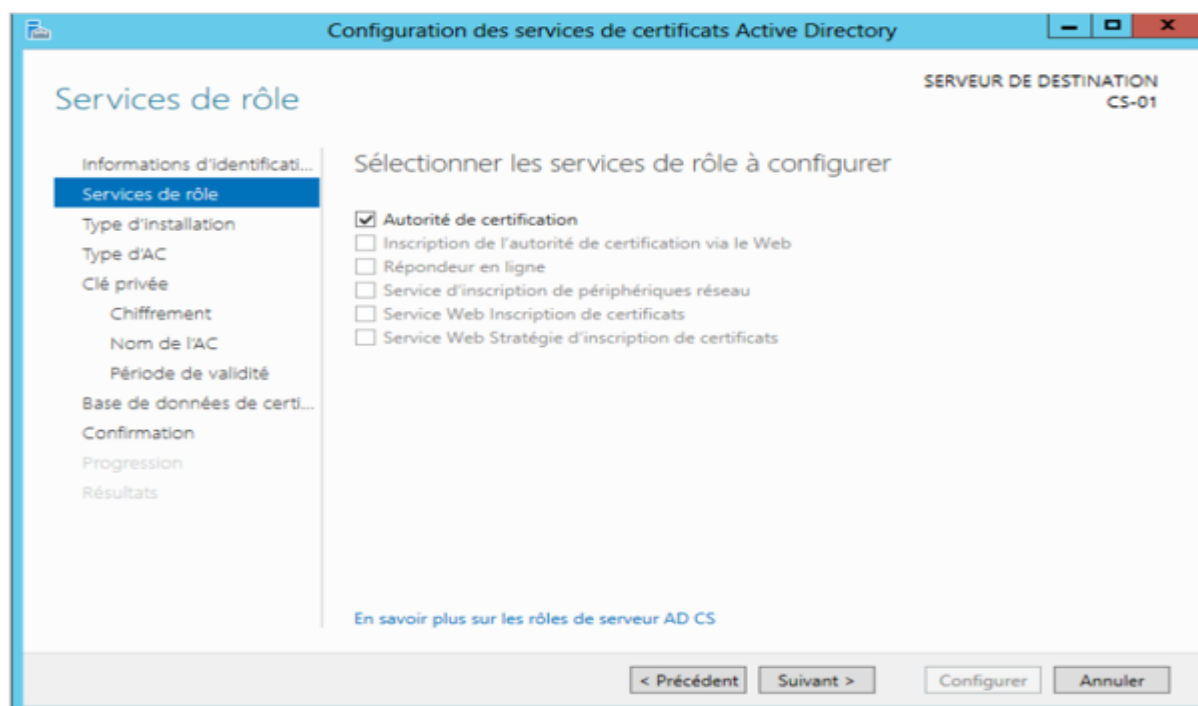 Configuration des services de certificats Active Directory
SERVEUR DE DESTINATION
CS-01
Services de rôle
Informations d'identificati...
Services de rôle
Type d'installation
Type d'AC
Clé privée
Chiffrement
Nom de l'AC
Période de validité
Base de données de certi...
Confirmation
Progression
Résultats
Sélectionner les services de rôle à configurer
Autorité de certification
Inscription de l'autorité de certification via le Web
Répondeur en ligne
Service d'inscription de périphériques réseau
Service Web Inscription de certificats
Service Web Stratégie d'inscription de certificats
En savoir plus sur les rôles de serveur AD CS
< Précédent
Suivant >
Configurer
Annuler